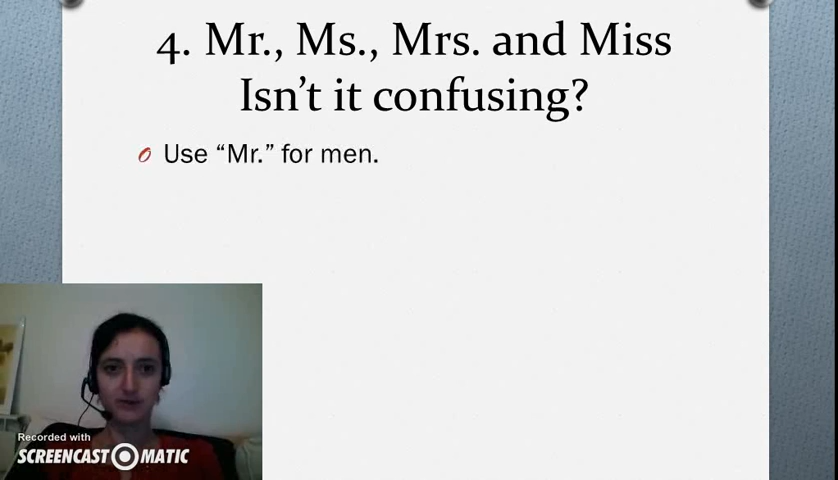 4. Mr., Ms., Mrs. and Miss
Isn't it confusing?
Use “Mr.” for men.
Recorded with
SCREENCAST MATIC